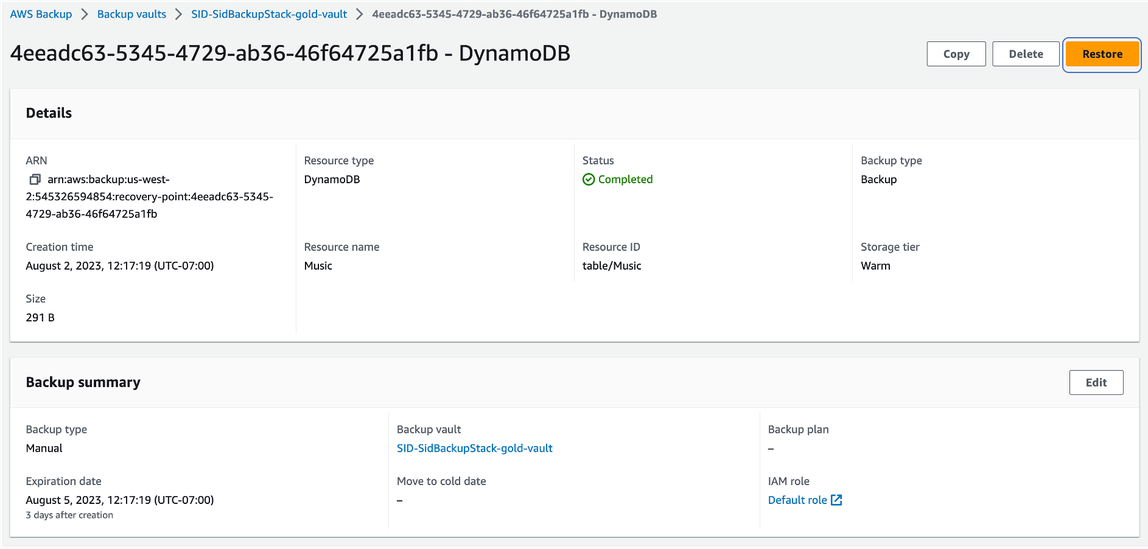 AWS Backup > Backup vaults > SID-SidBackupStack-gold-vault > 4eeadc63-5345-4729-ab36-46f64725a1fb - DynamoDB
4eeadc63-5345-4729-ab36-46f64725a1fb - DynamoDB
Copy
Delete
Restore
Details
ARN
arn:aws:backup:us-west-
2:545326594854:recovery-point:4eeadc63-5345-
4729-ab36-46f64725a1fb
Resource type
DynamoDB
Status
Completed
Backup type
Backup
Creation time
August 2, 2023, 12:17:19 (UTC-07:00)
Resource name
Music
Resource ID
table/Music
Storage tier
Warm
Size
291 B
Backup summary
Edit
Backup type
Manual
Backup vault
SID-SidBackupStack-gold-vault
Backup plan
–
Expiration date
August 5, 2023, 12:17:19 (UTC-07:00)
3 days after creation
Move to cold date
–
IAM role
Default role